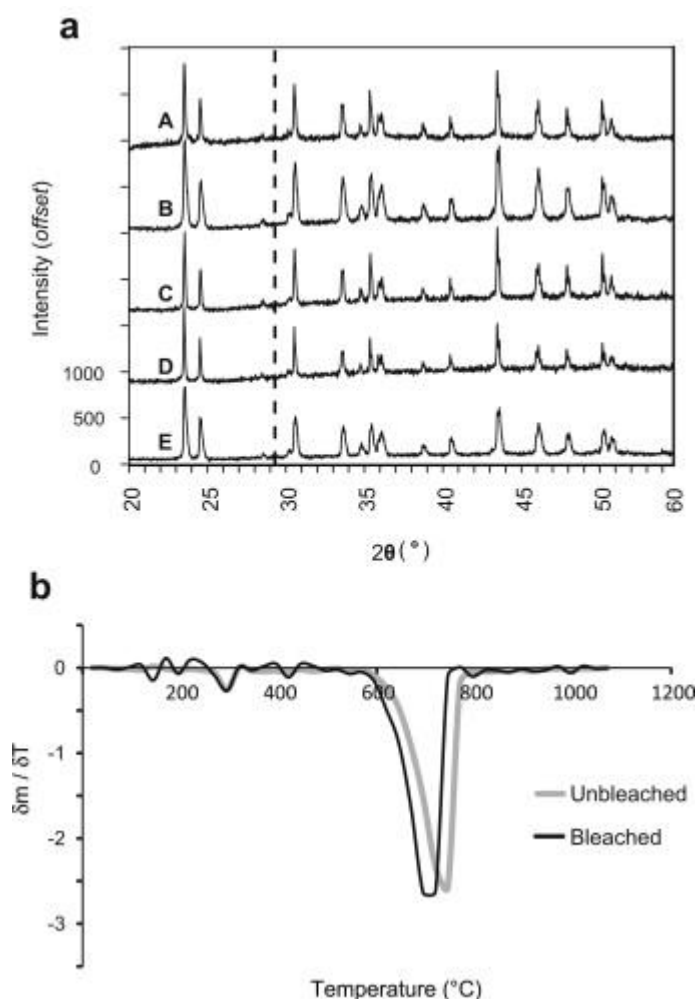 a
A
B
C
D
E
Intensity (offset)
1000
500
0
20
25
30
35
40
45
50
55
60
2θ(°)
b
0
-1
-2
-3
200
400
600
800
1000
1200
δm / δT
Unbleached
Bleached
Temperature (°C)